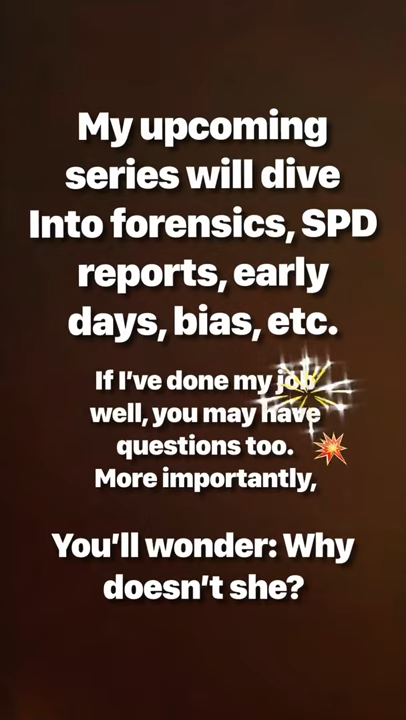 My upcoming
series will dive
Into forensics, SPD
reports, early
days, bias, etc.
If I've done my job
well, you may have
questions too.
More importantly,
You'll wonder: Why
doesn't she?